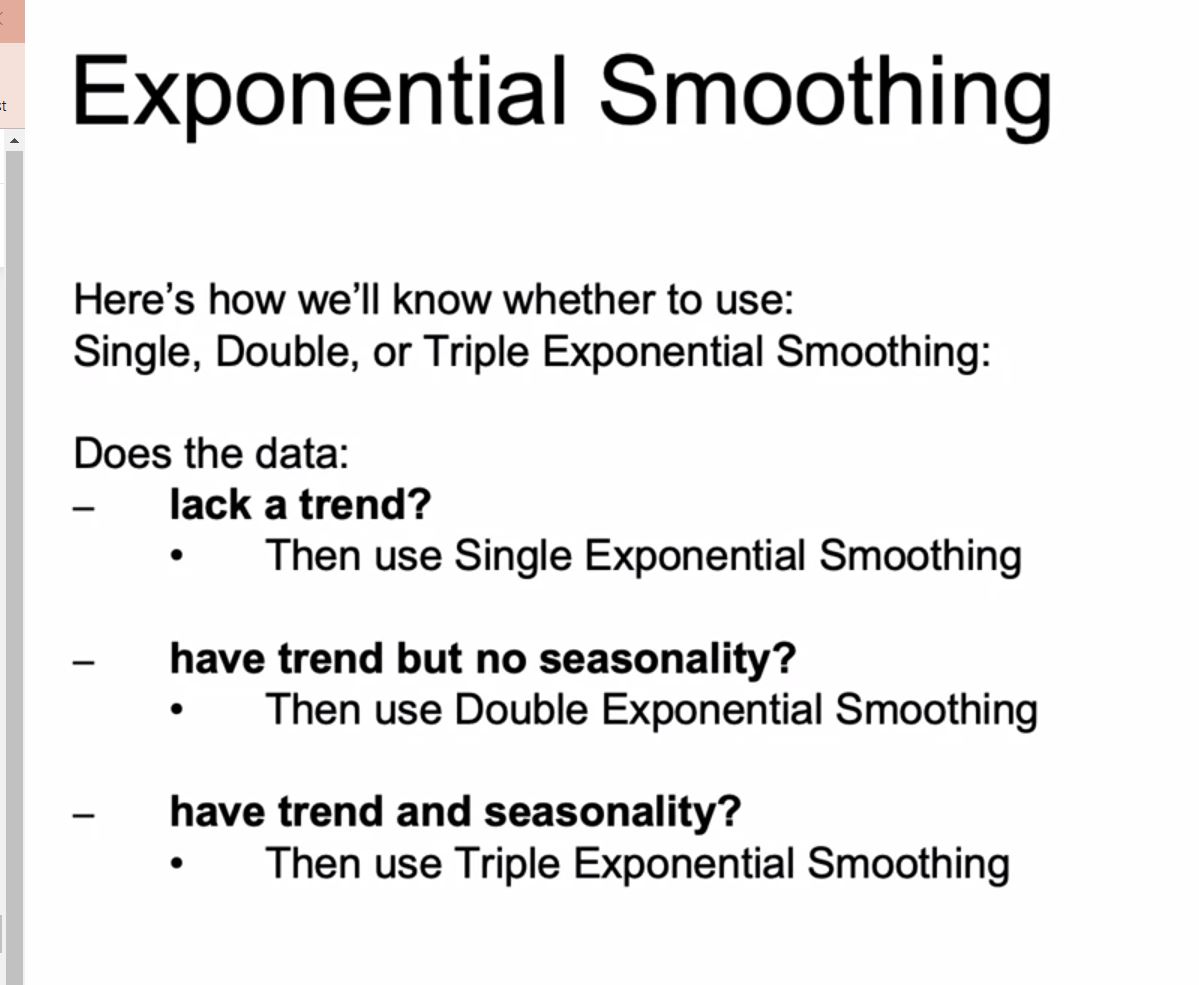 Exponential Smoothing
Here’s how we’ll know whether to use:
Single, Double, or Triple Exponential Smoothing:
Does the data:
– lack a trend?
• Then use Single Exponential Smoothing
– have trend but no seasonality?
• Then use Double Exponential Smoothing
– have trend and seasonality?
• Then use Triple Exponential Smoothing